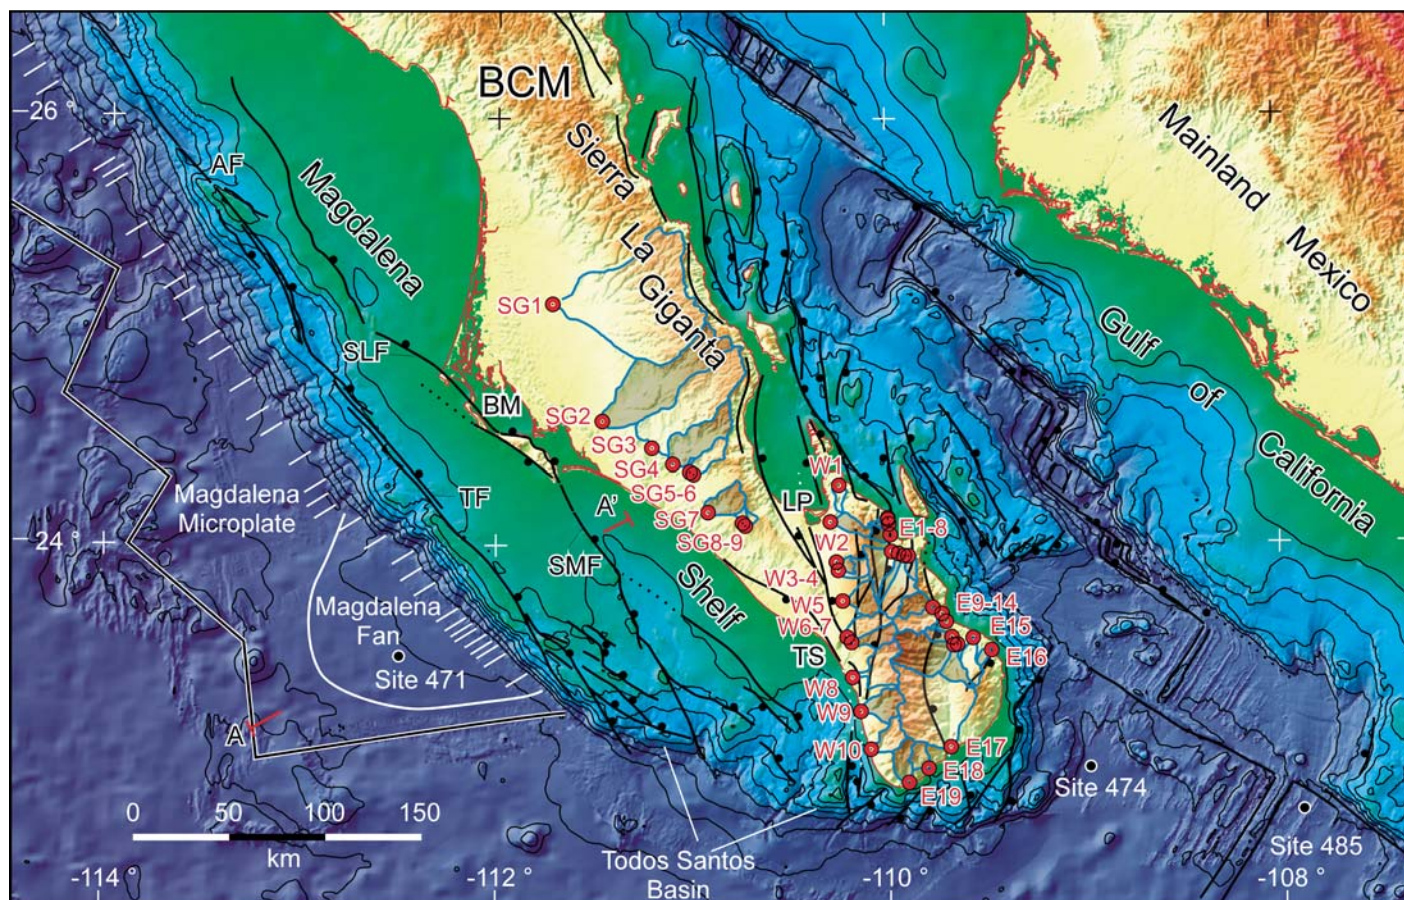 BCM
26 °
Sierra
La Giganta
Mainland
Mexico
AF
Magdalena
Gulf
of
California
SG1
SLF
BM
SG2
SG3
SG4
SG5-6
SG7
SG8-9
W1
LP
E1-8
W2
W3-4
W5
W6-7
TS
W8
W9
W10
E9-14
E15
E16
E17
E18
E19
Magdalena
Microplate
TF
A'
24 °
SMF
Shelf
Magdalena
Fan
Site 471
A
0 50 100 150
km
Todos Santos
Basin
Site 474
Site 485
-114 °
-112 °
-110 °
-108 °